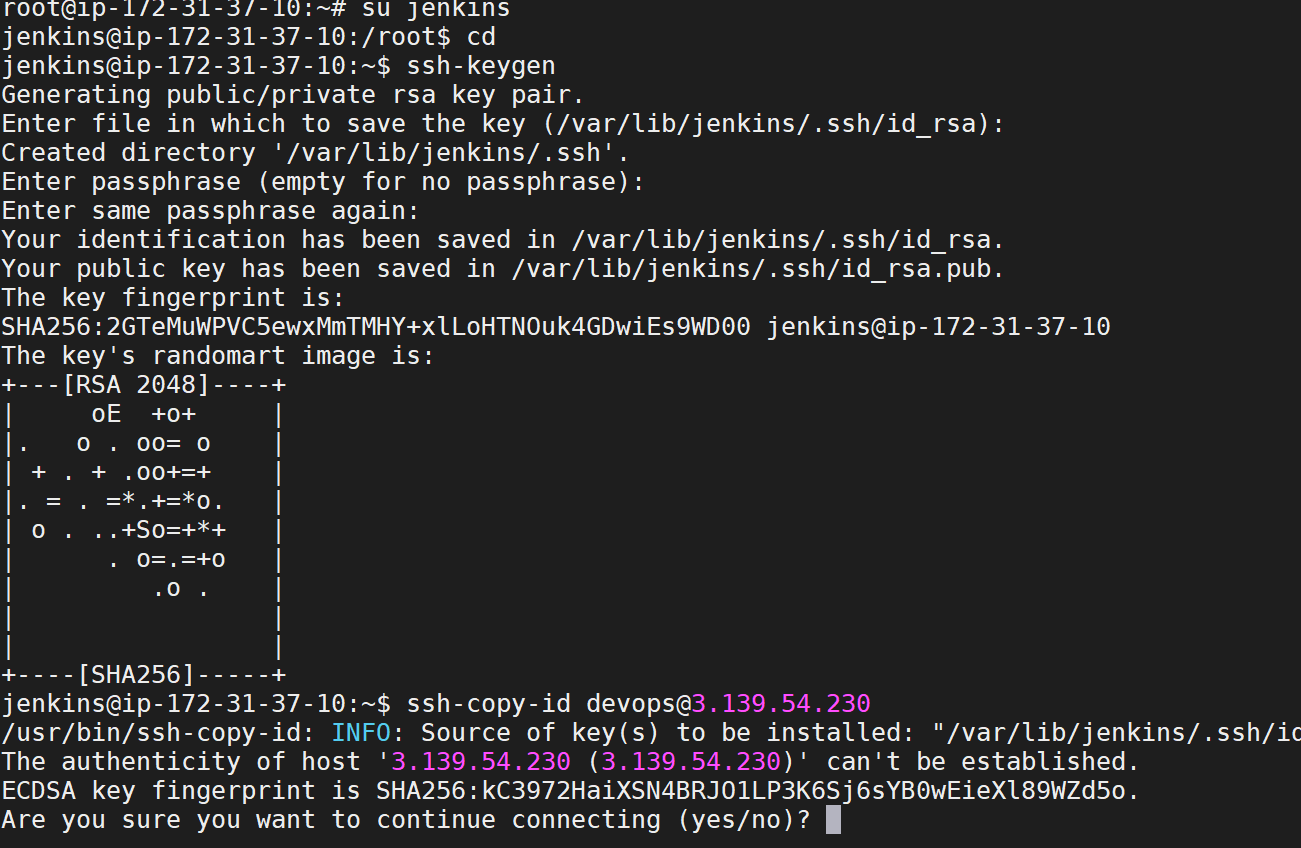 root@ip-172-31-37-10:~# su jenkins
jenkins@ip-172-31-37-10:/root$ cd
jenkins@ip-172-31-37-10:~$ ssh-keygen
Generating public/private rsa key pair.
Enter file in which to save the key (/var/lib/jenkins/.ssh/id_rsa):
Created directory '/var/lib/jenkins/.ssh'.
Enter passphrase (empty for no passphrase):
Enter same passphrase again:
Your identification has been saved in /var/lib/jenkins/.ssh/id_rsa.
Your public key has been saved in /var/lib/jenkins/.ssh/id_rsa.pub.
The key fingerprint is:
SHA256:2GTeMuWPVC5ewxMmTMHY+xlLoHTNOuk4GDwiEs9WD00 jenkins@ip-172-31-37-10
The key's randomart image is:
+---[RSA 2048]----+
|     oE  +o+     |
|.   o . oo= o    |
| + . + .oo+=+    |
|. = . =*.+=*o.   |
| o . ..+So=+*+   |
|      . o=.=+o   |
|         .o .    |
|                 |
|                 |
+----[SHA256]-----+
jenkins@ip-172-31-37-10:~$ ssh-copy-id devops@3.139.54.230
/usr/bin/ssh-copy-id: INFO: Source of key(s) to be installed: "/var/lib/jenkins/.ssh/id
The authenticity of host '3.139.54.230 (3.139.54.230)' can't be established.
ECDSA key fingerprint is SHA256:kC3972HaiXSN4BRJO1LP3K6Sj6sYB0wEieXl89WZd5o.
Are you sure you want to continue connecting (yes/no)?